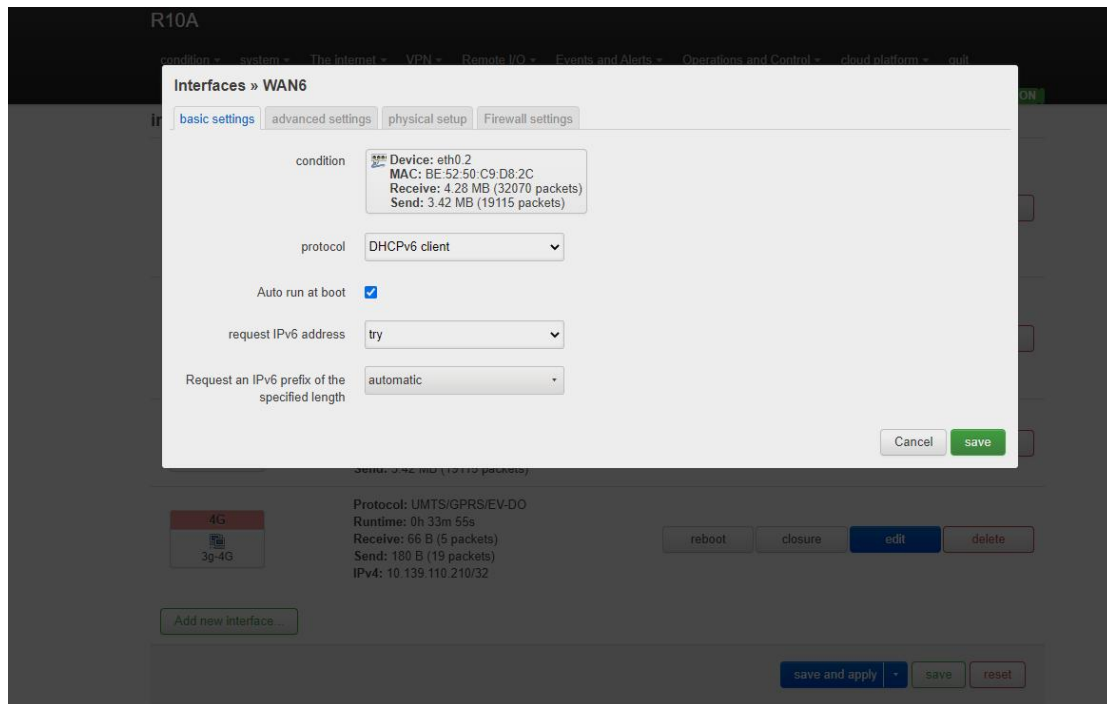 R10A
condition system The internet VPN Remote I/O Events and Alerts Operations and Control cloud platform quit
ON
Interfaces » WAN6
basic settings advanced settings physical setup Firewall settings
condition
Device: eth0.2
MAC: BE:52:50:C9:D8:2C
Receive: 4.28 MB (32070 packets)
Send: 3.42 MB (19115 packets)
protocol DHCPv6 client
Auto run at boot
request IPv6 address try
Request an IPv6 prefix of the
specified length
automatic
Cancel save
4G
3g-4G
Protocol: UMTS/GPRS/EV-DO
Runtime: 0h 33m 55s
Receive: 66 B (5 packets)
Send: 180 B (19 packets)
IPv4: 10.139.110.210/32
reboot closure edit delete
Add new interface...
save and apply save reset